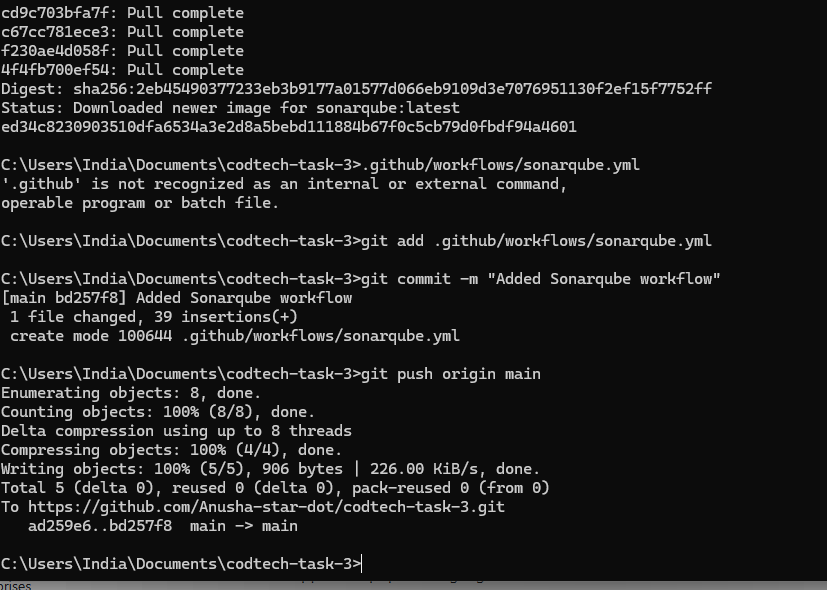 cd9c703bfa7f: Pull complete
c67cc781ece3: Pull complete
f230ae4d058f: Pull complete
4f4fb700ef54: Pull complete
Digest: sha256:2eb45490377233eb3b9177a01577d066eb9109d3e7076951130f2ef15f7752ff
Status: Downloaded newer image for sonarqube:latest
ed34c8230903510dfa6534a3e2d8a5bebd111884b67f0c5cb79d0fbdf94a4601
C:\Users\India\Documents\codtech-task-3>.github/workflows/sonarqube.yml
'.github' is not recognized as an internal or external command,
operable program or batch file.
C:\Users\India\Documents\codtech-task-3>git add .github/workflows/sonarqube.yml
C:\Users\India\Documents\codtech-task-3>git commit -m "Added Sonarqube workflow"
[main bd257f8] Added Sonarqube workflow
 1 file changed, 39 insertions(+)
 create mode 100644 .github/workflows/sonarqube.yml
C:\Users\India\Documents\codtech-task-3>git push origin main
Enumerating objects: 8, done.
Counting objects: 100% (8/8), done.
Delta compression using up to 8 threads
Compressing objects: 100% (4/4), done.
Writing objects: 100% (5/5), 906 bytes | 226.00 KiB/s, done.
Total 5 (delta 0), reused 0 (delta 0), pack-reused 0 (from 0)
To https://github.com/Anusha-star-dot/codtech-task-3.git
   ad259e6..bd257f8  main -> main
C:\Users\India\Documents\codtech-task-3>
prises